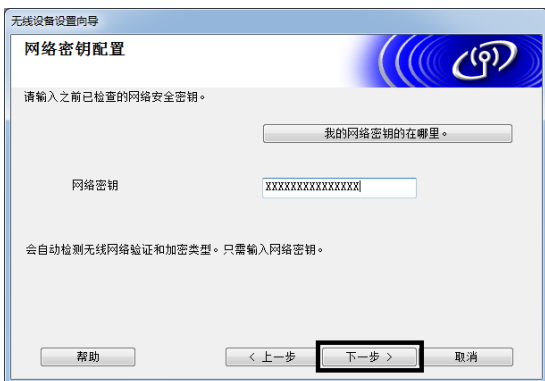 无线设备设置向导
网络密钥配置
请输入之前已检查的网络安全密钥。
我的网络密钥的在哪里。
网络密钥
XXXXXXXXXXXXXXX
会自动检测无线网络验证和加密类型。只需输入网络密钥。
帮助
< 上一步
下一步 >
取消